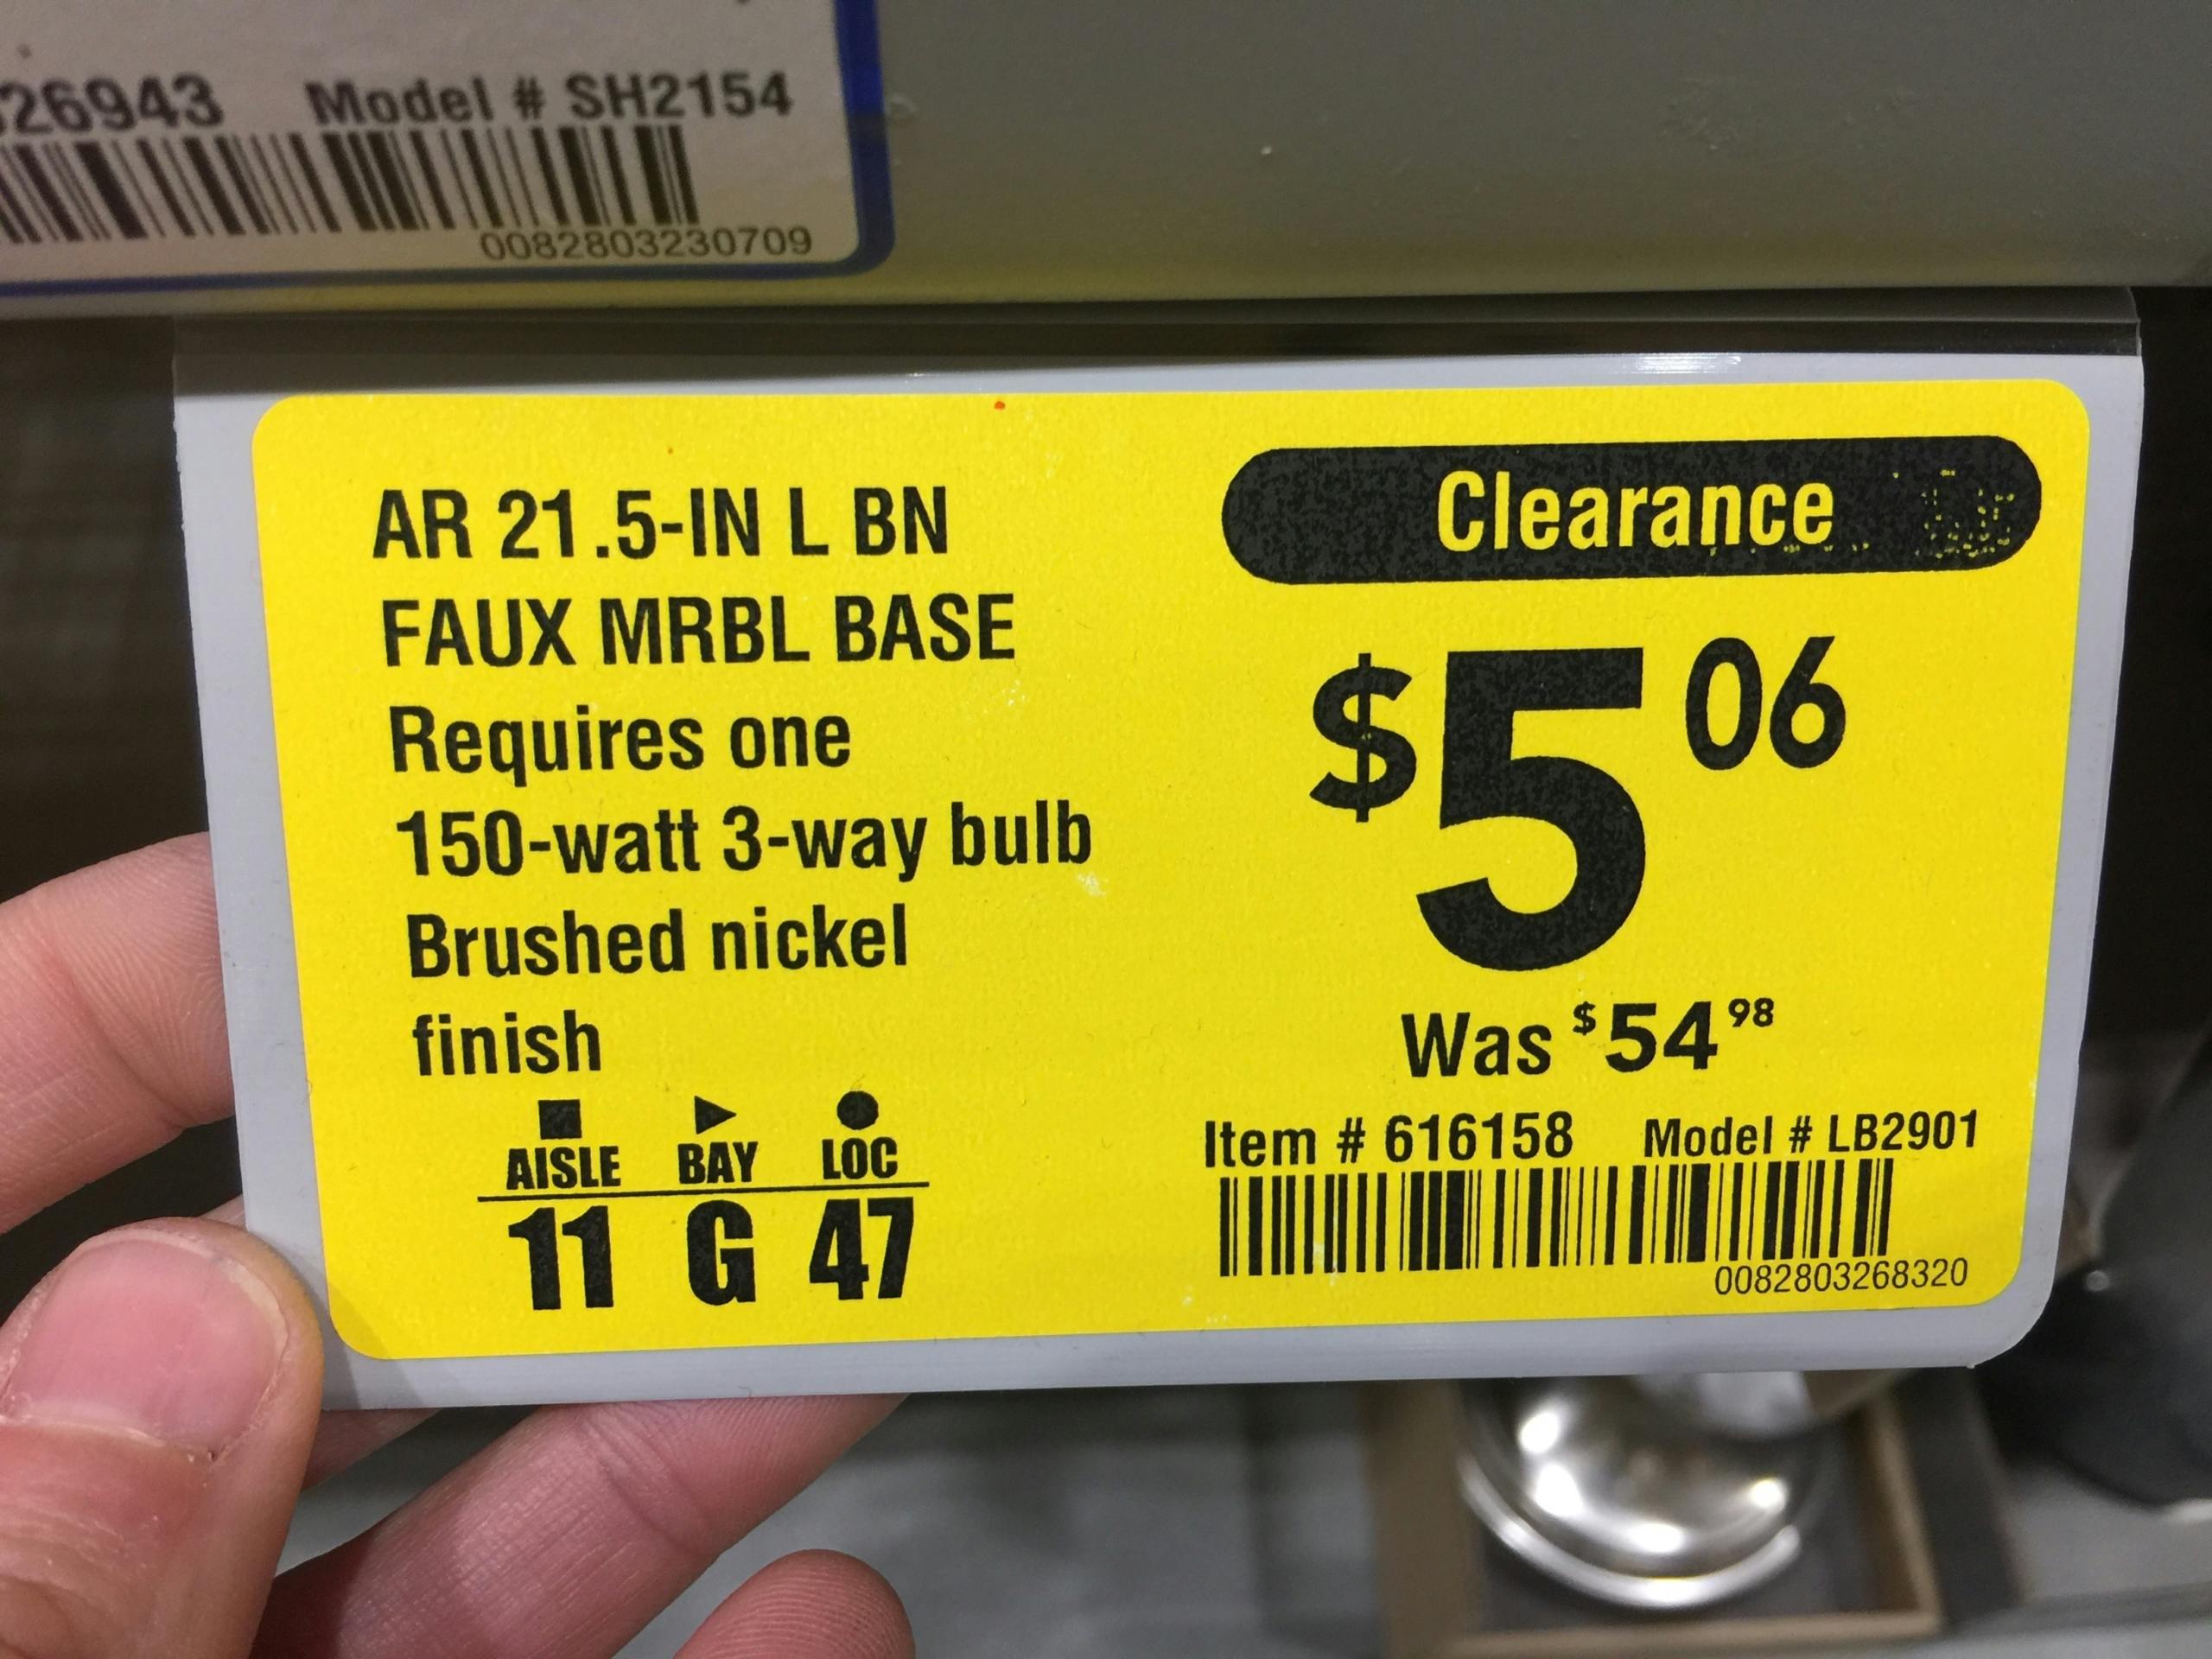 26943 Model # SH2154
0082803230709
AR 21.5-IN L BN
FAUX MRBL BASE
Requires one
150-watt 3-way bulb
Brushed nickel
finish
AISLE BAY LOC
11 G 47
Clearance
$5 06
Was $54 98
Item # 616158 Model # LB2901
0082803268320